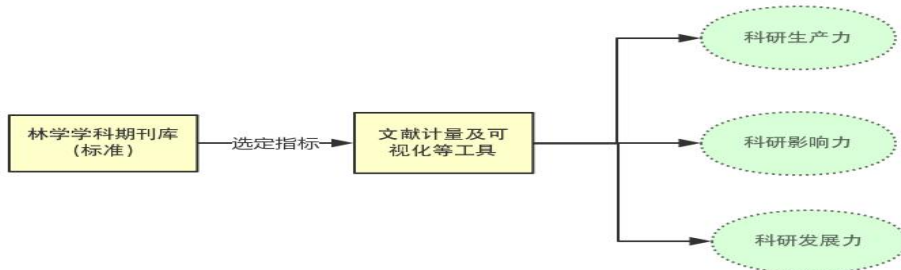 林学学科期刊库
(标准)
选定指标
文献计量及可
视化等工具
科研生产力
科研影响力
科研发展力